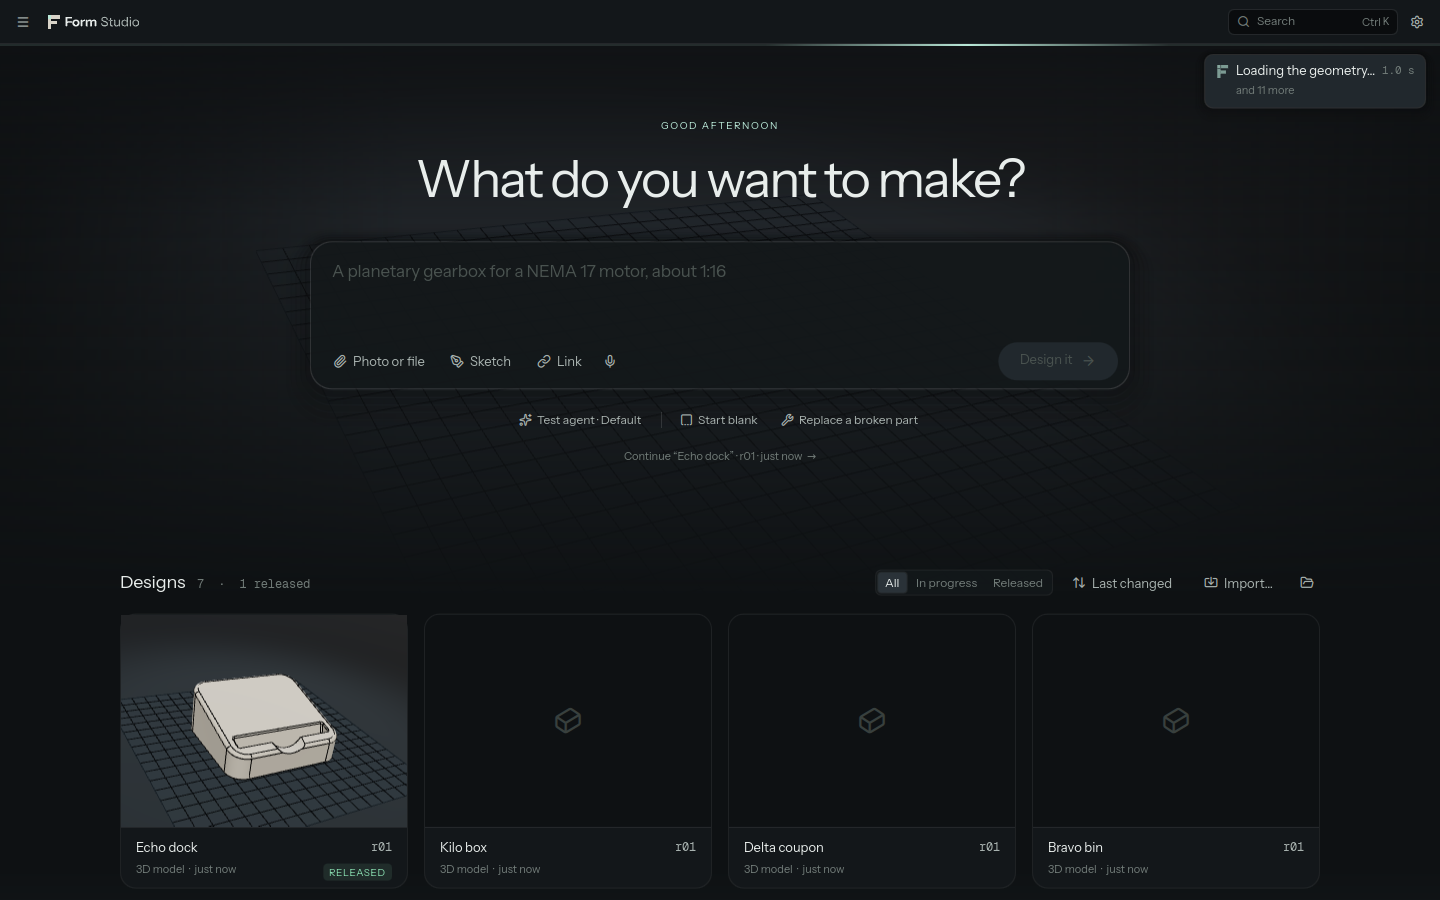 Form Studio
Search Ctrl K
Loading the geometry... 1.0 s
and 11 more
GOOD AFTERNOON
What do you want to make?
A planetary gearbox for a NEMA 17 motor, about 1:16
Photo or file Sketch Link Design it →
Test agent · Default Start blank Replace a broken part
Continue “Echo dock” · r01 · just now →
Designs 7 · 1 released All In progress Released Last changed Import...
Echo dock r01
3D model · just now RELEASED
Kilo box r01
3D model · just now
Delta coupon r01
3D model · just now
Bravo bin r01
3D model · just now